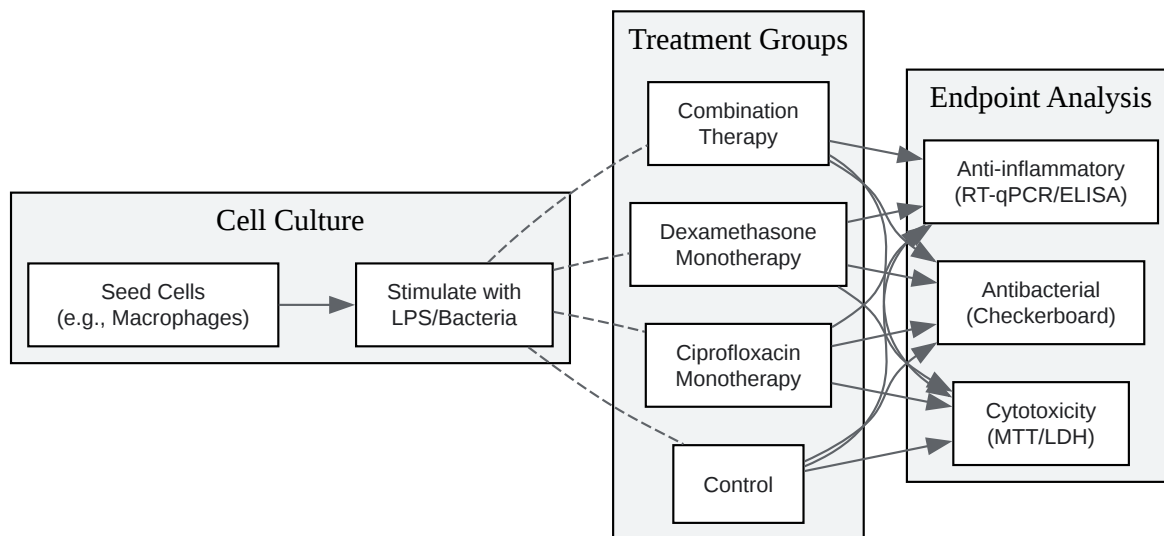 Cell Culture
Seed Cells
(e.g., Macrophages)
Stimulate with
LPS/Bacteria
Treatment Groups
Combination
Therapy
Dexamethasone
Monotherapy
Ciprofloxacin
Monotherapy
Control
Endpoint Analysis
Anti-inflammatory
(RT-qPCR/ELISA)
Antibacterial
(Checkerboard)
Cytotoxicity
(MTT/LDH)